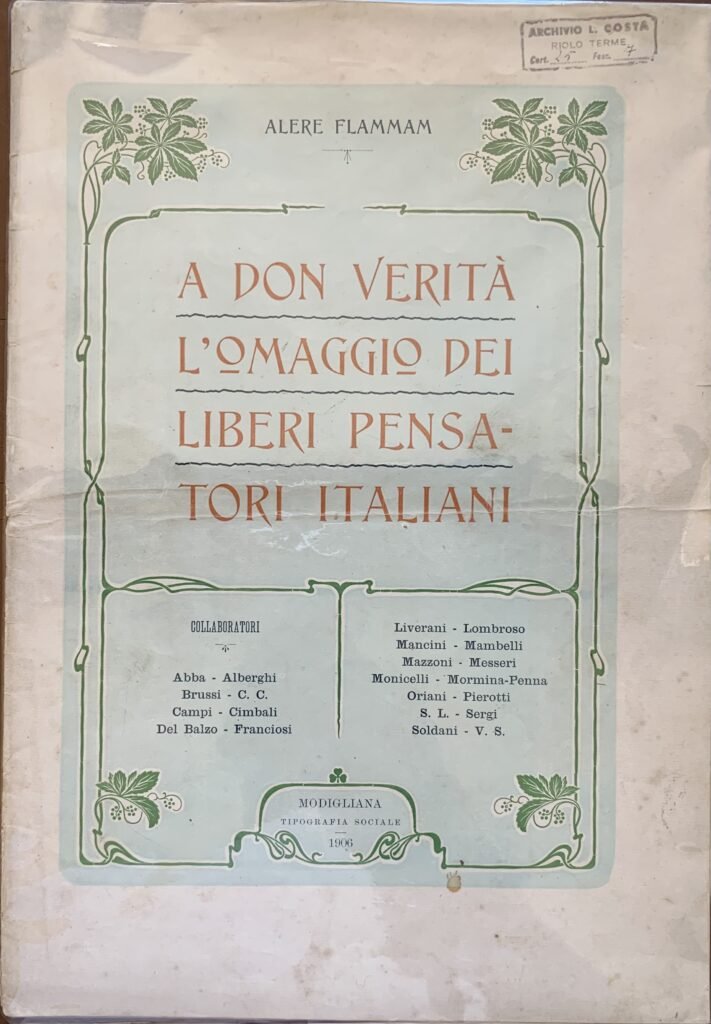 ARCHIVIO L. COSTA
RIOLO TERME
Cart. Fasc. 7
ALERE FLAMMAM
A DON VERITÀ
L'OMAGGIO DEI
LIBERI PENSA-
TORI ITALIANI
COLLABORATORI
Abba - Alberghi
Brussi - C. C.
Campi - Cimbali
Del Balzo - Franciosi
Liverani - Lombroso
Mancini - Mambelli
Mazzoni - Messeri
Monicelli - Mormina-Penna
Oriani - Pierotti
S. L. - Sergi
Soldani - V. S.
MODIGLIANA
TIPOGRAFIA SOCIALE
1906